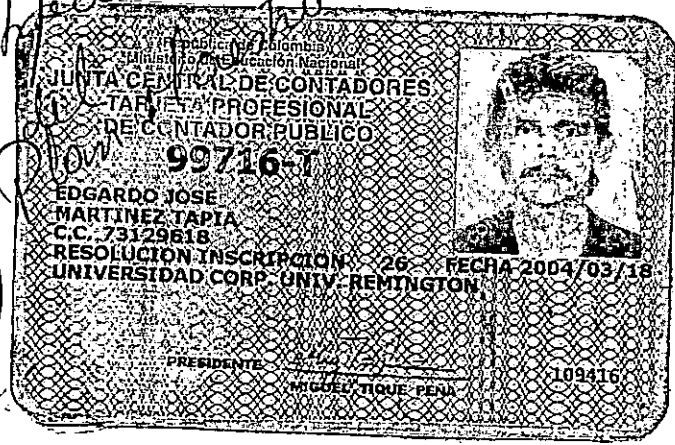 República de Colombia
Ministerio de Educación Nacional
JUNTA CENTRAL DE CONTADORES
TARJETA PROFESIONAL
DE CONTADOR PUBLICO
99716-T
EDGARDO JOSE
MARTINEZ TAPIA
C.C. 73129618
RESOLUCION INSCRIPCION 26 FECHA 2004/03/18
UNIVERSIDAD CORP. UNIV. REMINGTON
PRESIDENTE
MIGUEL TIQUE PEÑA
109416